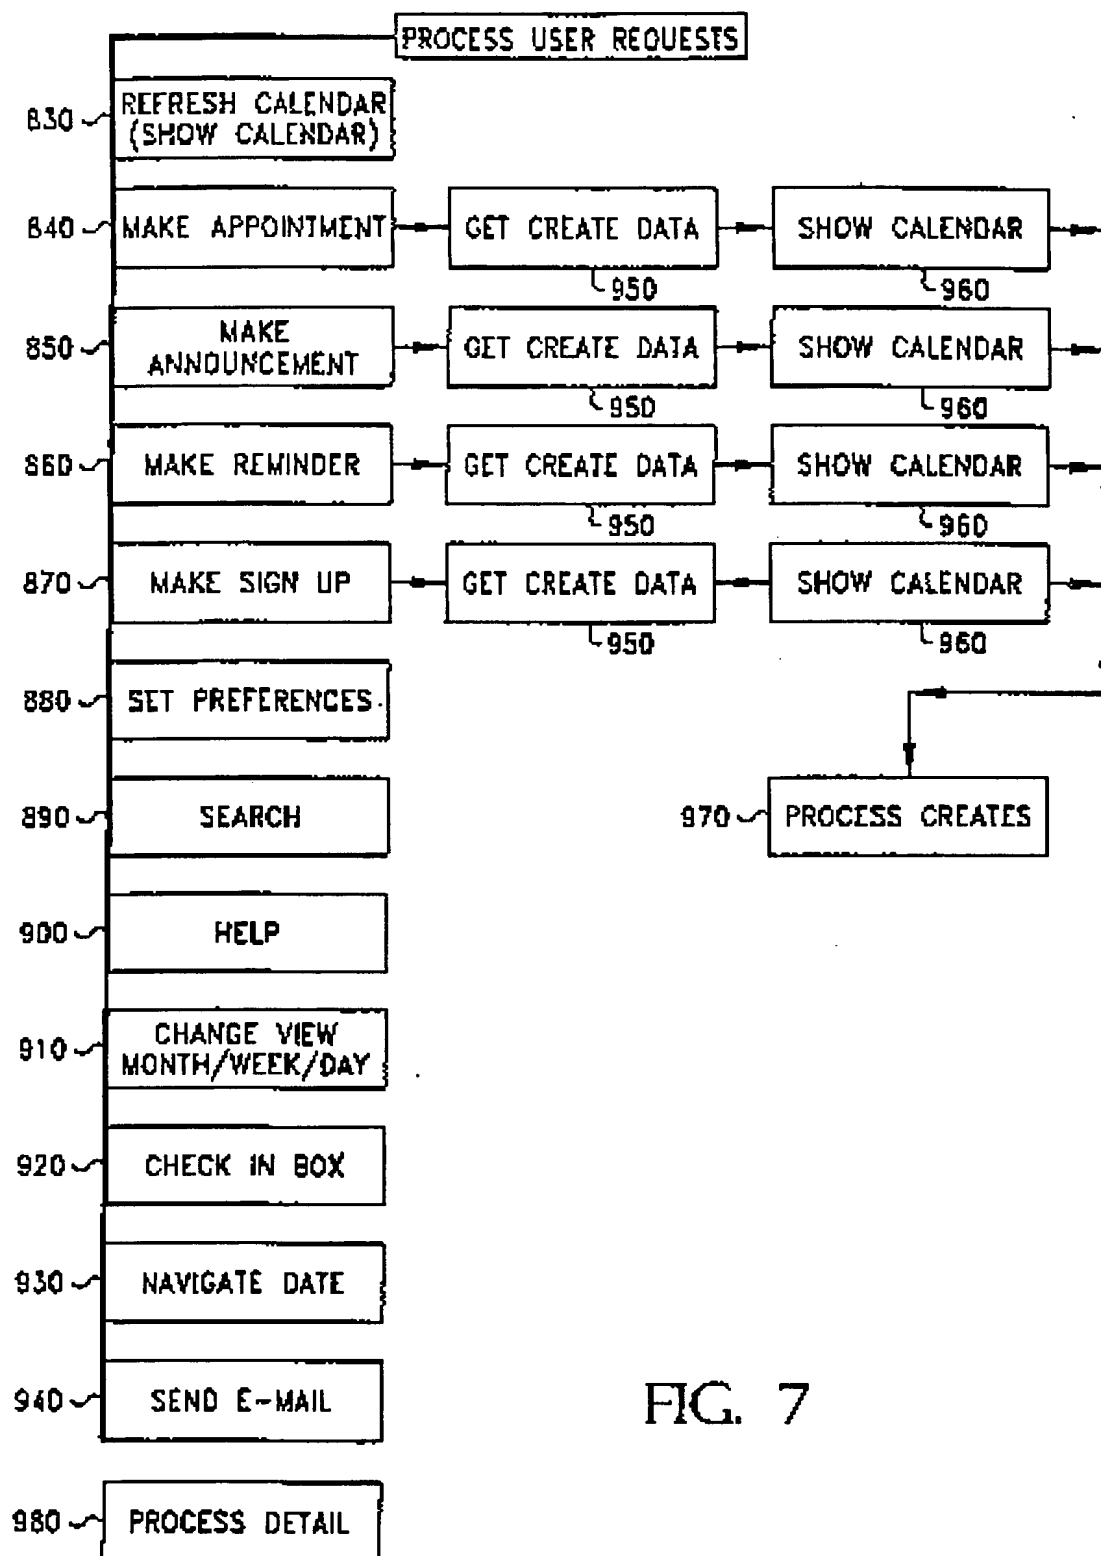 PROCESS USER REQUESTS
830
REFRESH CALENDAR
(SHOW CALENDAR)
840
MAKE APPOINTMENT
GET CREATE DATA
SHOW CALENDAR
950
960
850
MAKE
ANNOUNCEMENT
GET CREATE DATA
SHOW CALENDAR
950
960
860
MAKE REMINDER
GET CREATE DATA
SHOW CALENDAR
950
960
870
MAKE SIGN UP
GET CREATE DATA
SHOW CALENDAR
950
960
880
SET PREFERENCES
890
SEARCH
970
PROCESS CREATES
900
HELP
910
CHANGE VIEW
MONTH/WEEK/DAY
920
CHECK IN BOX
930
NAVIGATE DATE
940
SEND E-MAIL
FIG. 7
980
PROCESS DETAIL